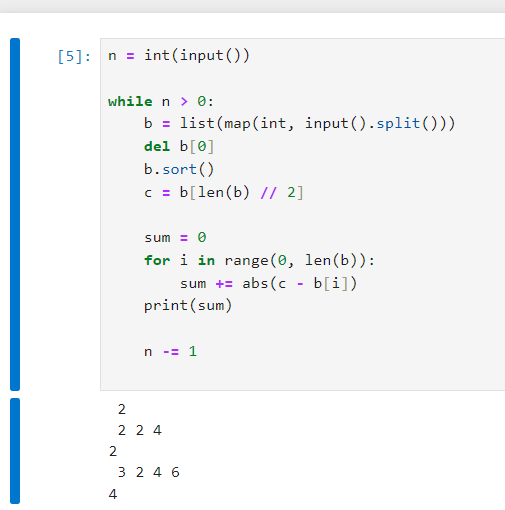 [5]: n = int(input())
while n > 0:
b = list(map(int, input().split()))
del b[0]
b.sort()
c = b[len(b) // 2]
sum = 0
for i in range(0, len(b)):
sum += abs(c - b[i])
print(sum)
n -= 1
2
2 2 4
2
3 2 4 6
4